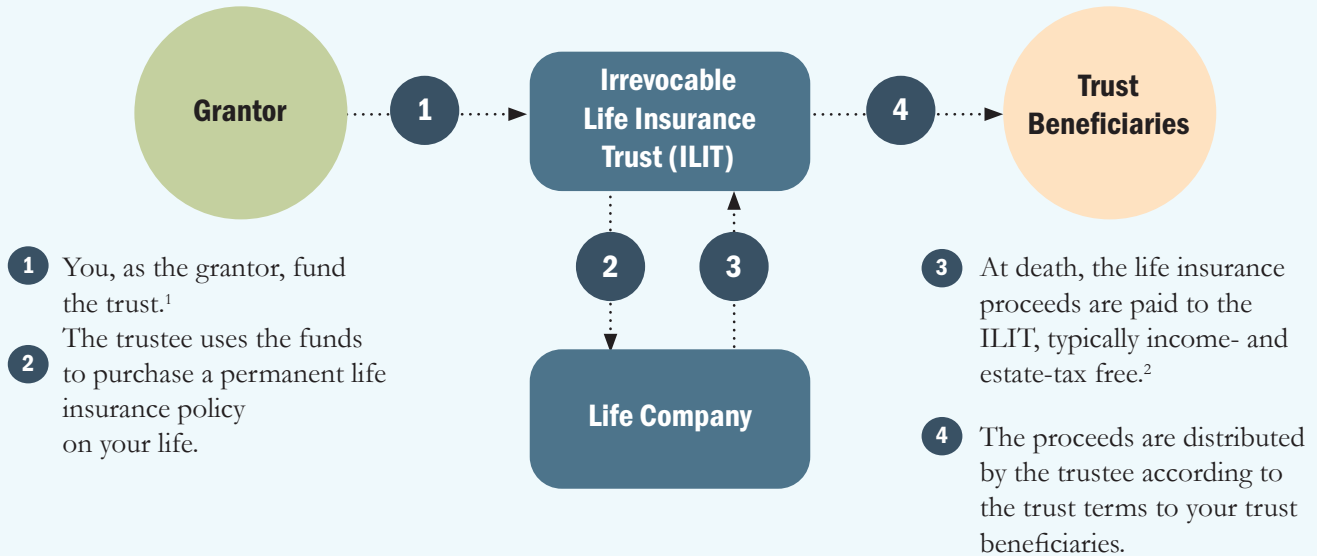 Grantor
1
Irrevocable
Life Insurance
Trust (ILIT)
4
Trust
Beneficiaries
2
3
Life Company
1 You, as the grantor, fund
the trust.¹
2 The trustee uses the funds
to purchase a permanent life
insurance policy
on your life.
3 At death, the life insurance
proceeds are paid to the
ILIT, typically income- and
estate-tax free.²
4 The proceeds are distributed
by the trustee according to
the trust terms to your trust
beneficiaries.